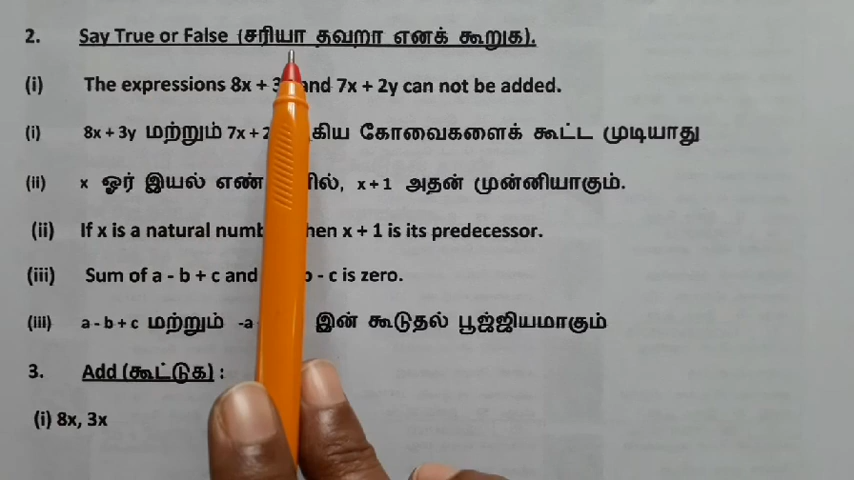 2. Say True or False (சரியா தவறா எனக் கூறுக).
(i) The expressions 8x + 3 and 7x + 2y can not be added.
(i) 8x + 3y மற்றும் 7x + 2 கோவைகளைக் கூட்ட முடியாது
(ii) x ஓர் இயல் எண் x + 1 அதன் முன்னியாகும்.
(ii) If x is a natural x + 1 is its predecessor.
(iii) Sum of a - b + c and - c is zero.
(iii) a - b + c மற்றும் -a இன் கூடுதல் பூஜ்ஜியமாகும்
3. Add (கூட்டுக) :
(i) 8x, 3x